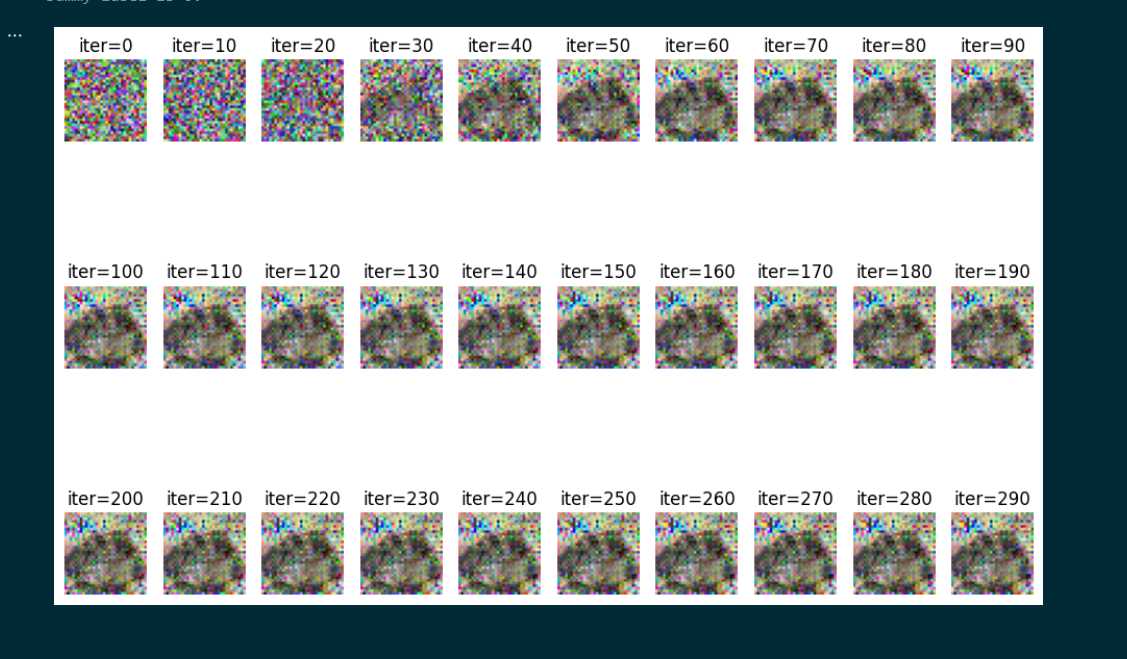 ...
iter=0 iter=10 iter=20 iter=30 iter=40 iter=50 iter=60 iter=70 iter=80 iter=90
iter=100 iter=110 iter=120 iter=130 iter=140 iter=150 iter=160 iter=170 iter=180 iter=190
iter=200 iter=210 iter=220 iter=230 iter=240 iter=250 iter=260 iter=270 iter=280 iter=290